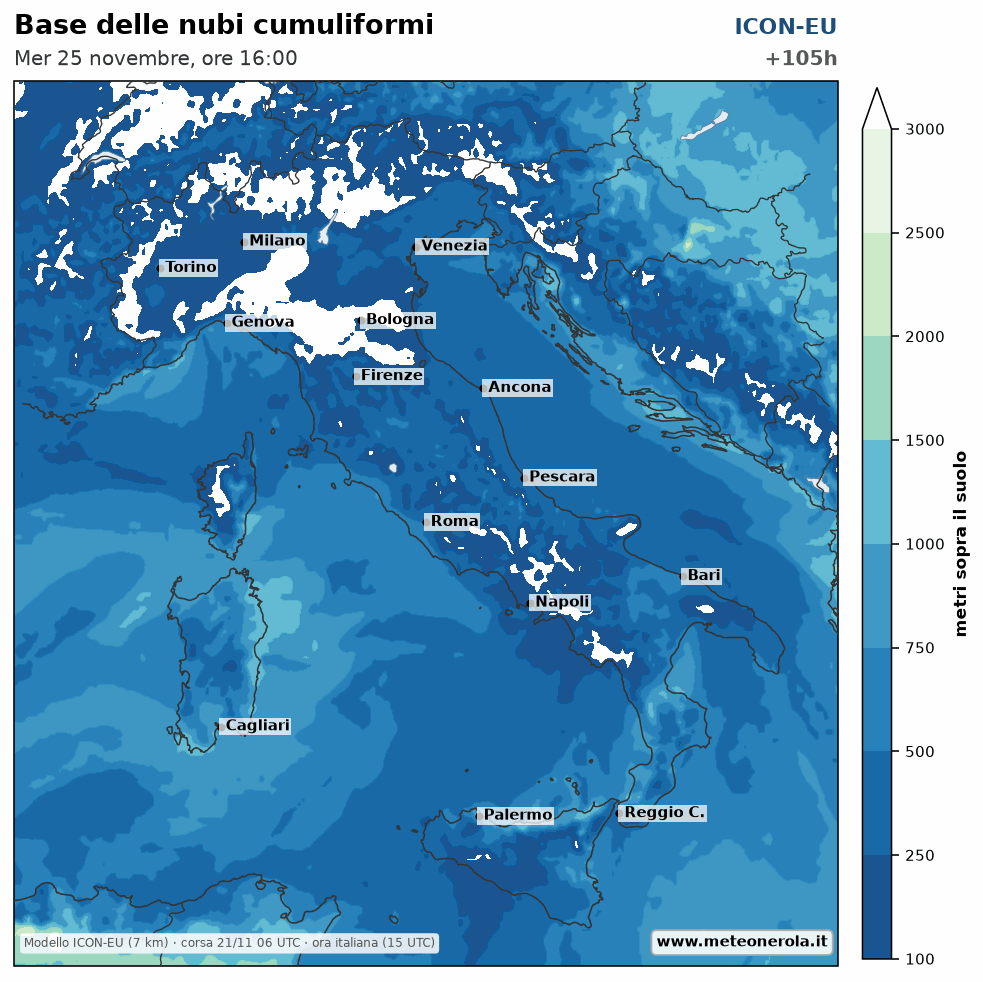 Base delle nubi cumuliformi
ICON-EU
Mer 25 novembre, ore 16:00
+105h
3000
2500
2000
1500
1000
750
500
250
100
metri sopra il suolo
Milano
Venezia
Torino
Genova
Bologna
Firenze
Ancona
Pescara
Roma
Bari
Napoli
Cagliari
Palermo
Reggio C.
Modello ICON-EU (7 km) · corsa 21/11 06 UTC · ora italiana (15 UTC)
www.meteonerola.it